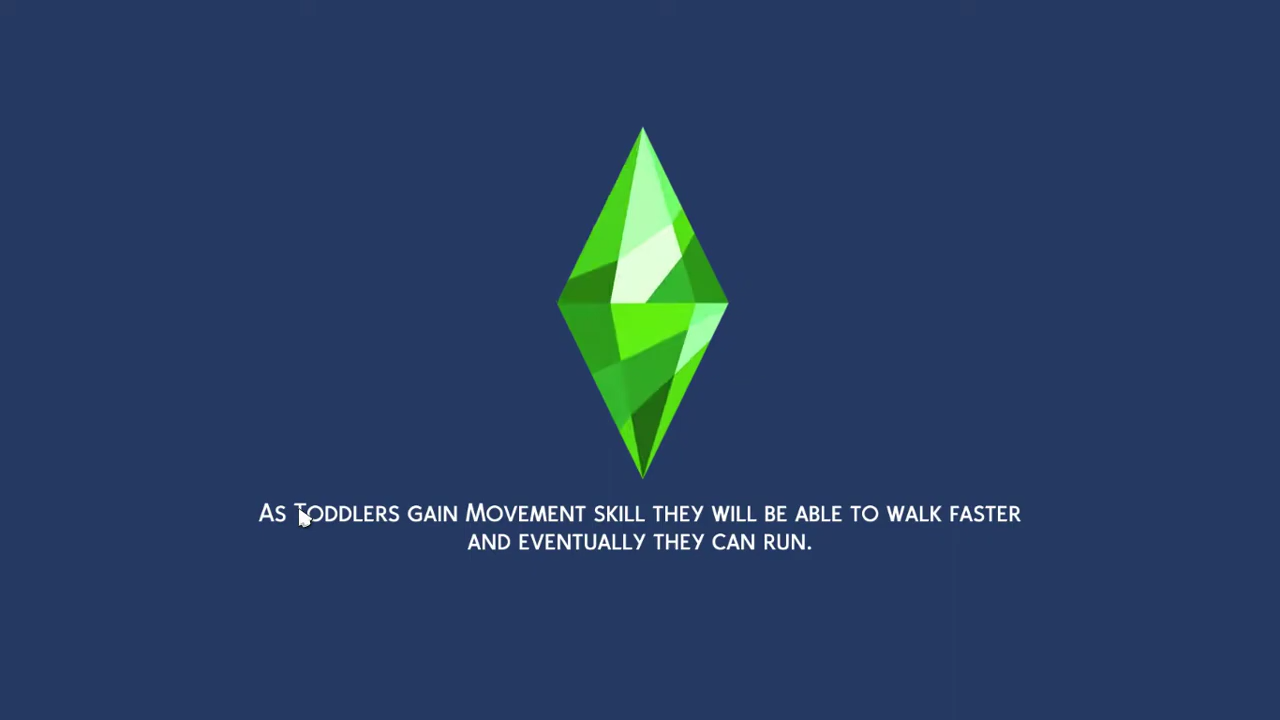 As Toddlers gain Movement skill they will be able to walk faster
and eventually they can run.